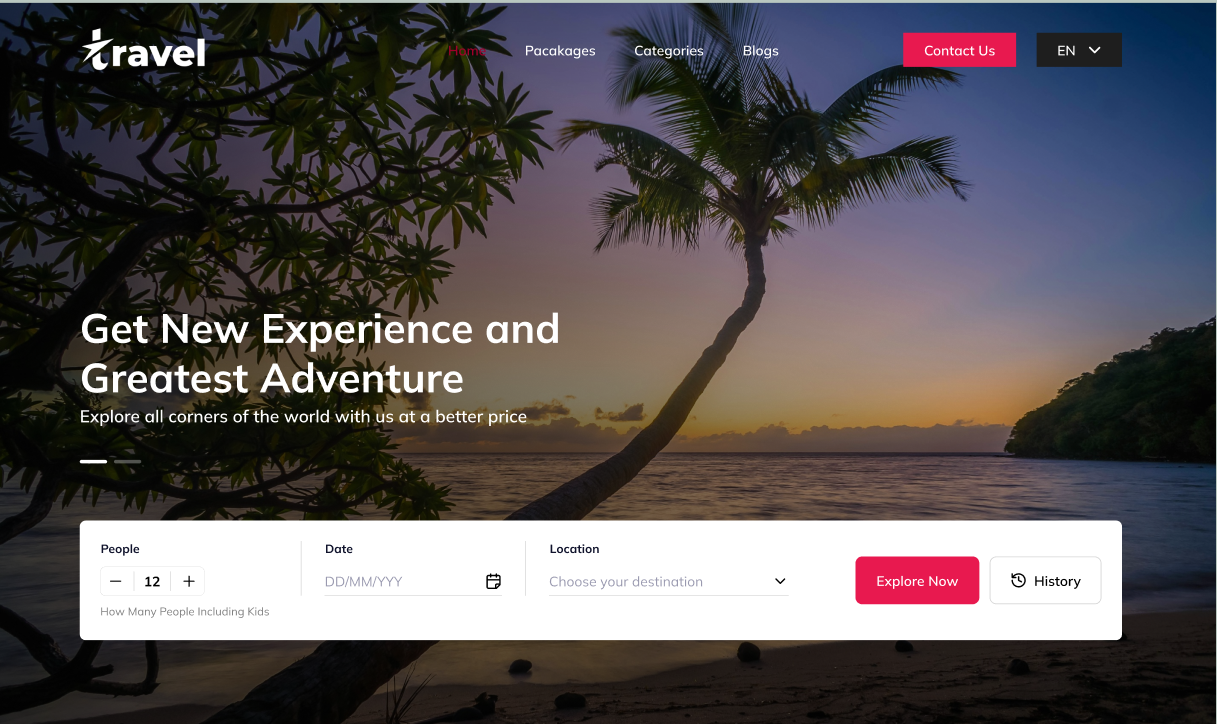 travel
Home
Pacakages
Categories
Blogs
Contact Us
EN
Get New Experience and
Greatest Adventure
Explore all corners of the world with us at a better price
People
Date
Location
12
DD/MM/YYY
Choose your destination
Explore Now
History
How Many People Including Kids